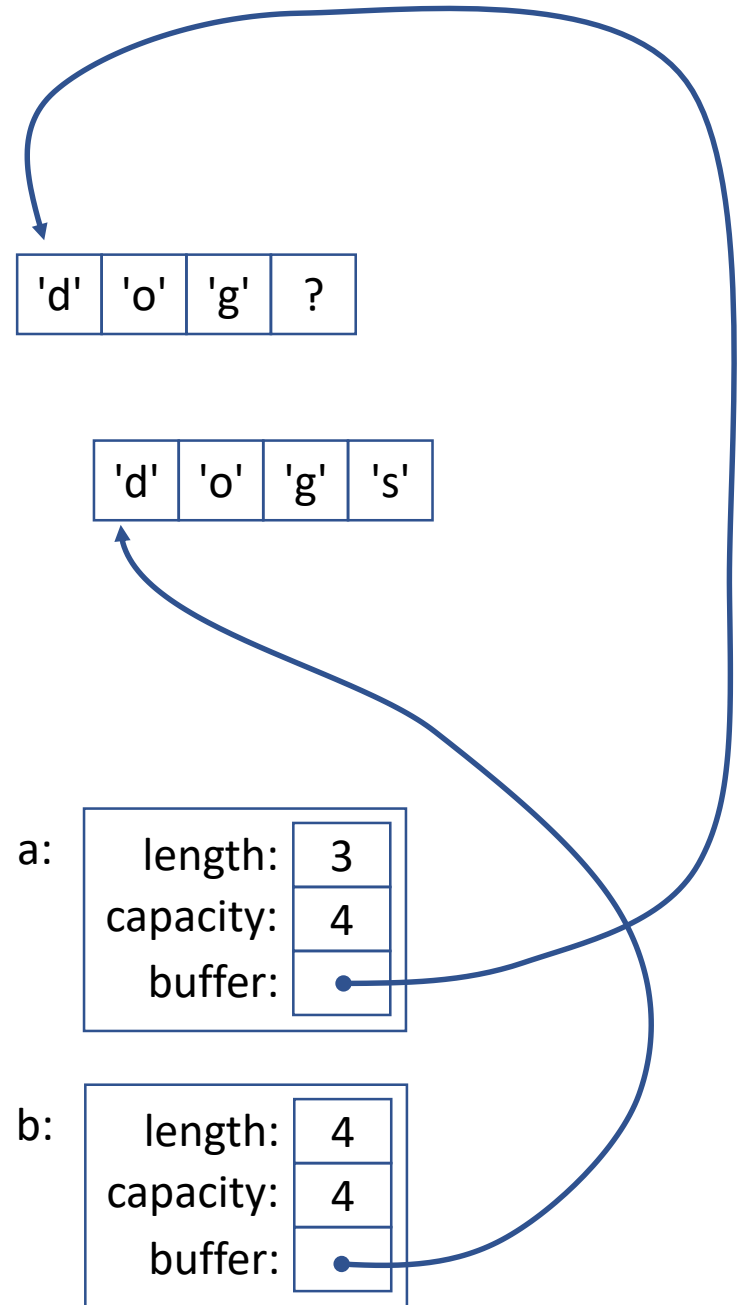 'd' 'o' 'g' ?
'd' 'o' 'g' 's'
a:
length: 3
capacity: 4
buffer:
b:
length: 4
capacity: 4
buffer: